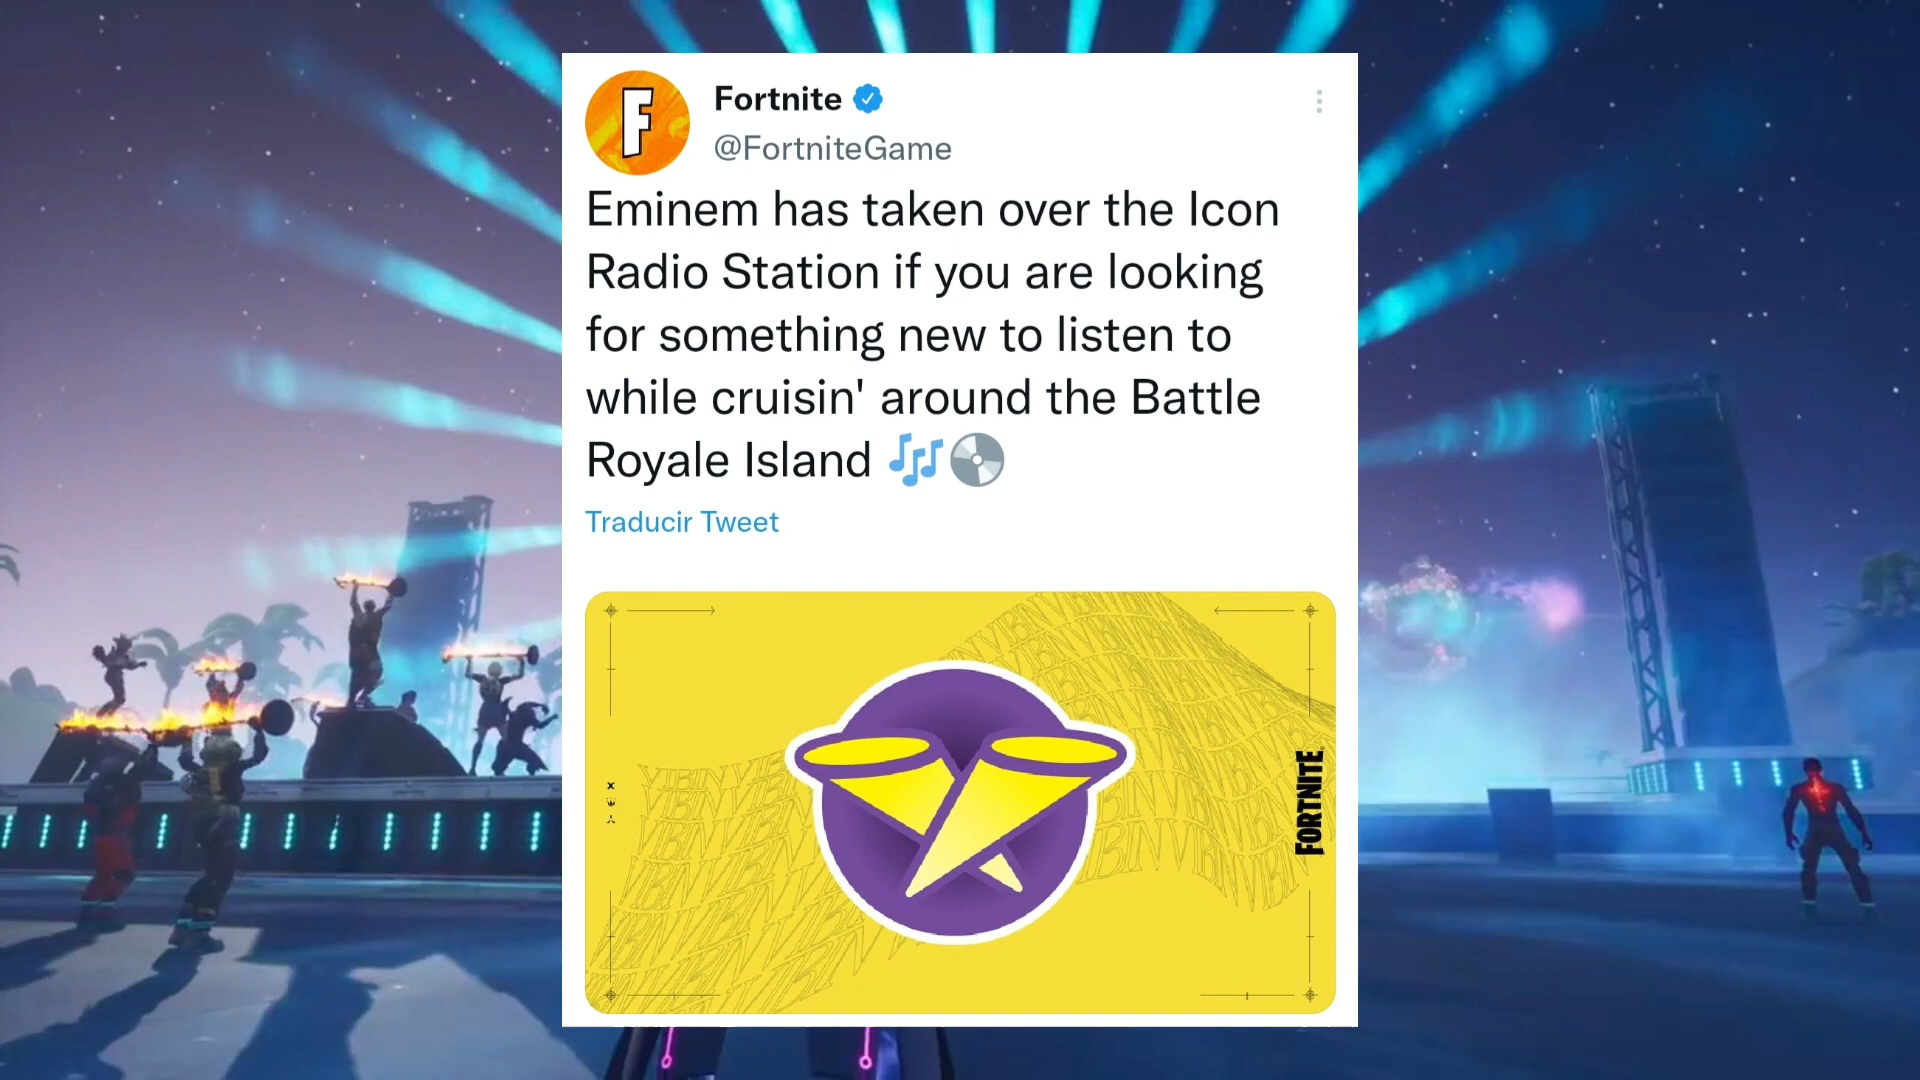 Fortnite
@FortniteGame
Eminem has taken over the Icon
Radio Station if you are looking
for something new to listen to
while cruisin' around the Battle
Royale Island 🎶💿
Traducir Tweet
FORTNITE